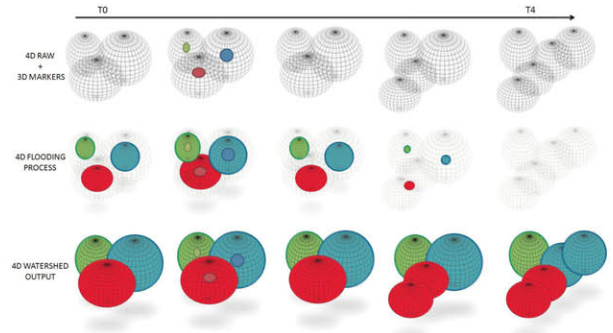 T0
T4
4D RAW
+
3D MARKERS
4D FLOODING
PROCESS
4D WATERSHED
OUTPUT